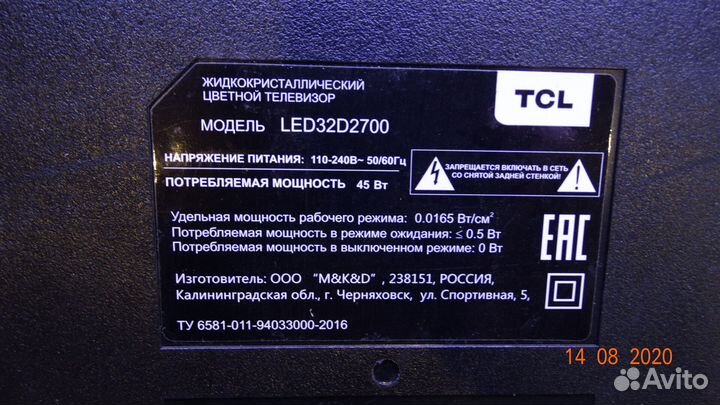 ЖИДКОКРИСТАЛЛИЧЕСКИЙ
ЦВЕТНОЙ ТЕЛЕВИЗОР
TCL
МОДЕЛЬ LED32D2700
НАПРЯЖЕНИЕ ПИТАНИЯ: 110-240В~ 50/60Гц
ПОТРЕБЛЯЕМАЯ МОЩНОСТЬ 45 Вт
ЗАПРЕЩАЕТСЯ ВКЛЮЧАТЬ В СЕТЬ
СО СНЯТОЙ ЗАДНЕЙ СТЕНКОЙ!
Удельная мощность рабочего режима: 0.0165 Вт/см²
Потребляемая мощность в режиме ожидания: ≤ 0.5 Вт
Потребляемая мощность в выключенном режиме: 0 Вт
EAC
Изготовитель: ООО "M&K&D", 238151, РОССИЯ,
Калининградская обл., г. Черняховск, ул. Спортивная, 5,
ТУ 6581-011-94033000-2016
14 08 2020
Avito